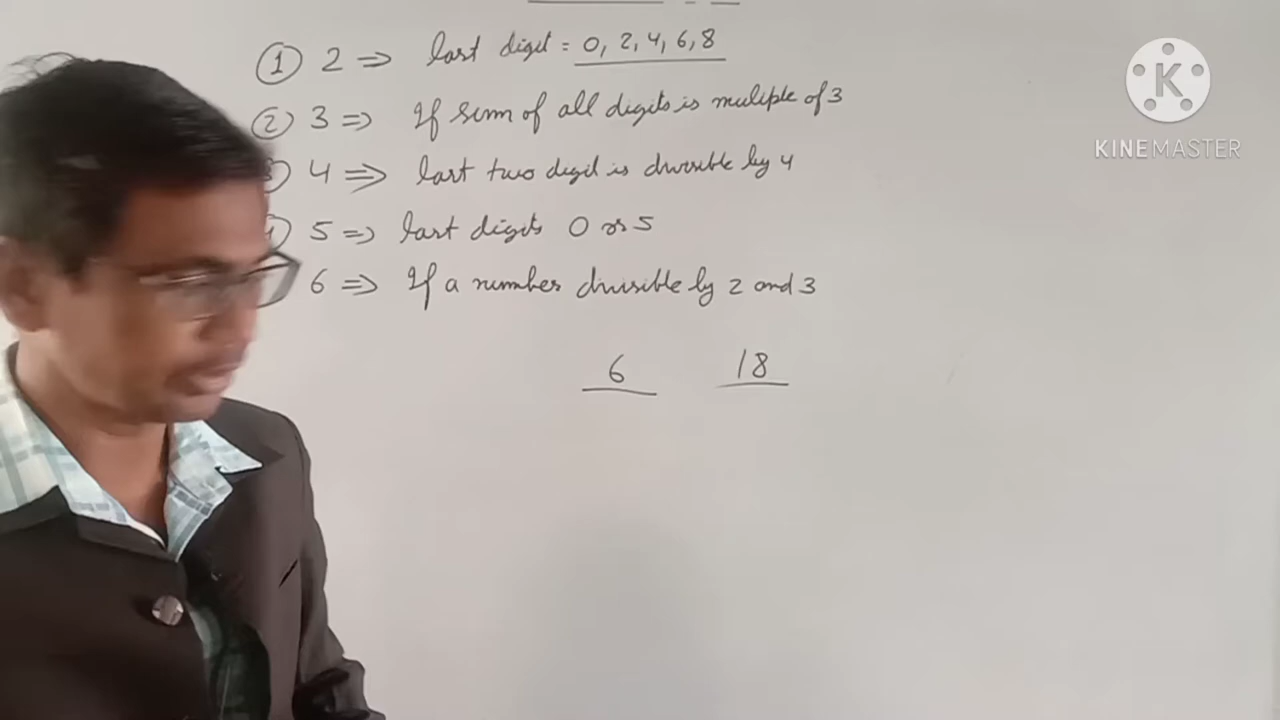 ① 2 => last digit = 0, 2, 4, 6, 8
② 3 => If sum of all digits is muliple of 3
4 => last two digit is divisible by 4
5 => last digits 0 or 5
6 => If a number divisible by 2 and 3
6 18
KINEMASTER